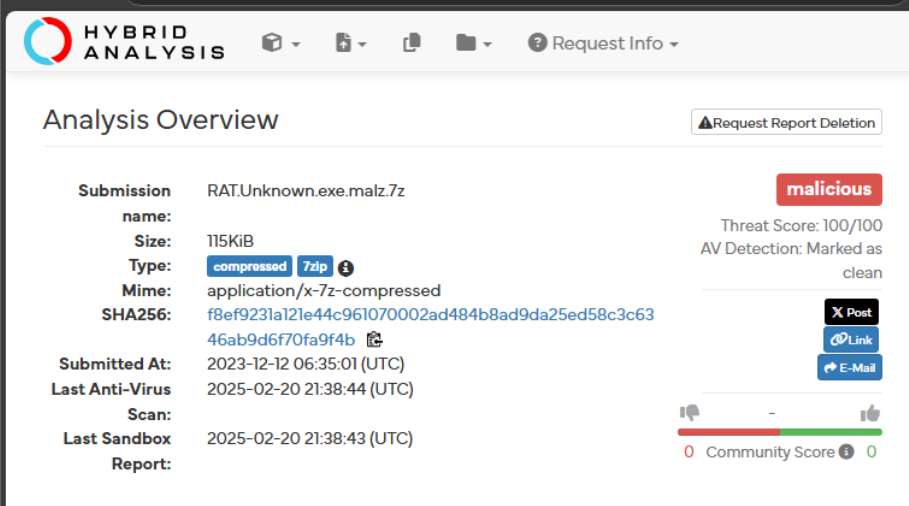 HYBRID
ANALYSIS
Request Info
Analysis Overview
Request Report Deletion
Submission name: RAT.Unknown.exe.malz.7z
malicious
Size: 115KiB
Threat Score: 100/100
Type: compressed 7zip
AV Detection: Marked as clean
Mime: application/x-7z-compressed
SHA256: f8ef9231a121e44c961070002ad484b8ad9da25ed58c3c63
46ab9d6f70fa9f4b
X Post
Link
E-Mail
Submitted At: 2023-12-12 06:35:01 (UTC)
Last Anti-Virus Scan: 2025-02-20 21:38:44 (UTC)
Last Sandbox Report: 2025-02-20 21:38:43 (UTC)
-
0 Community Score 0